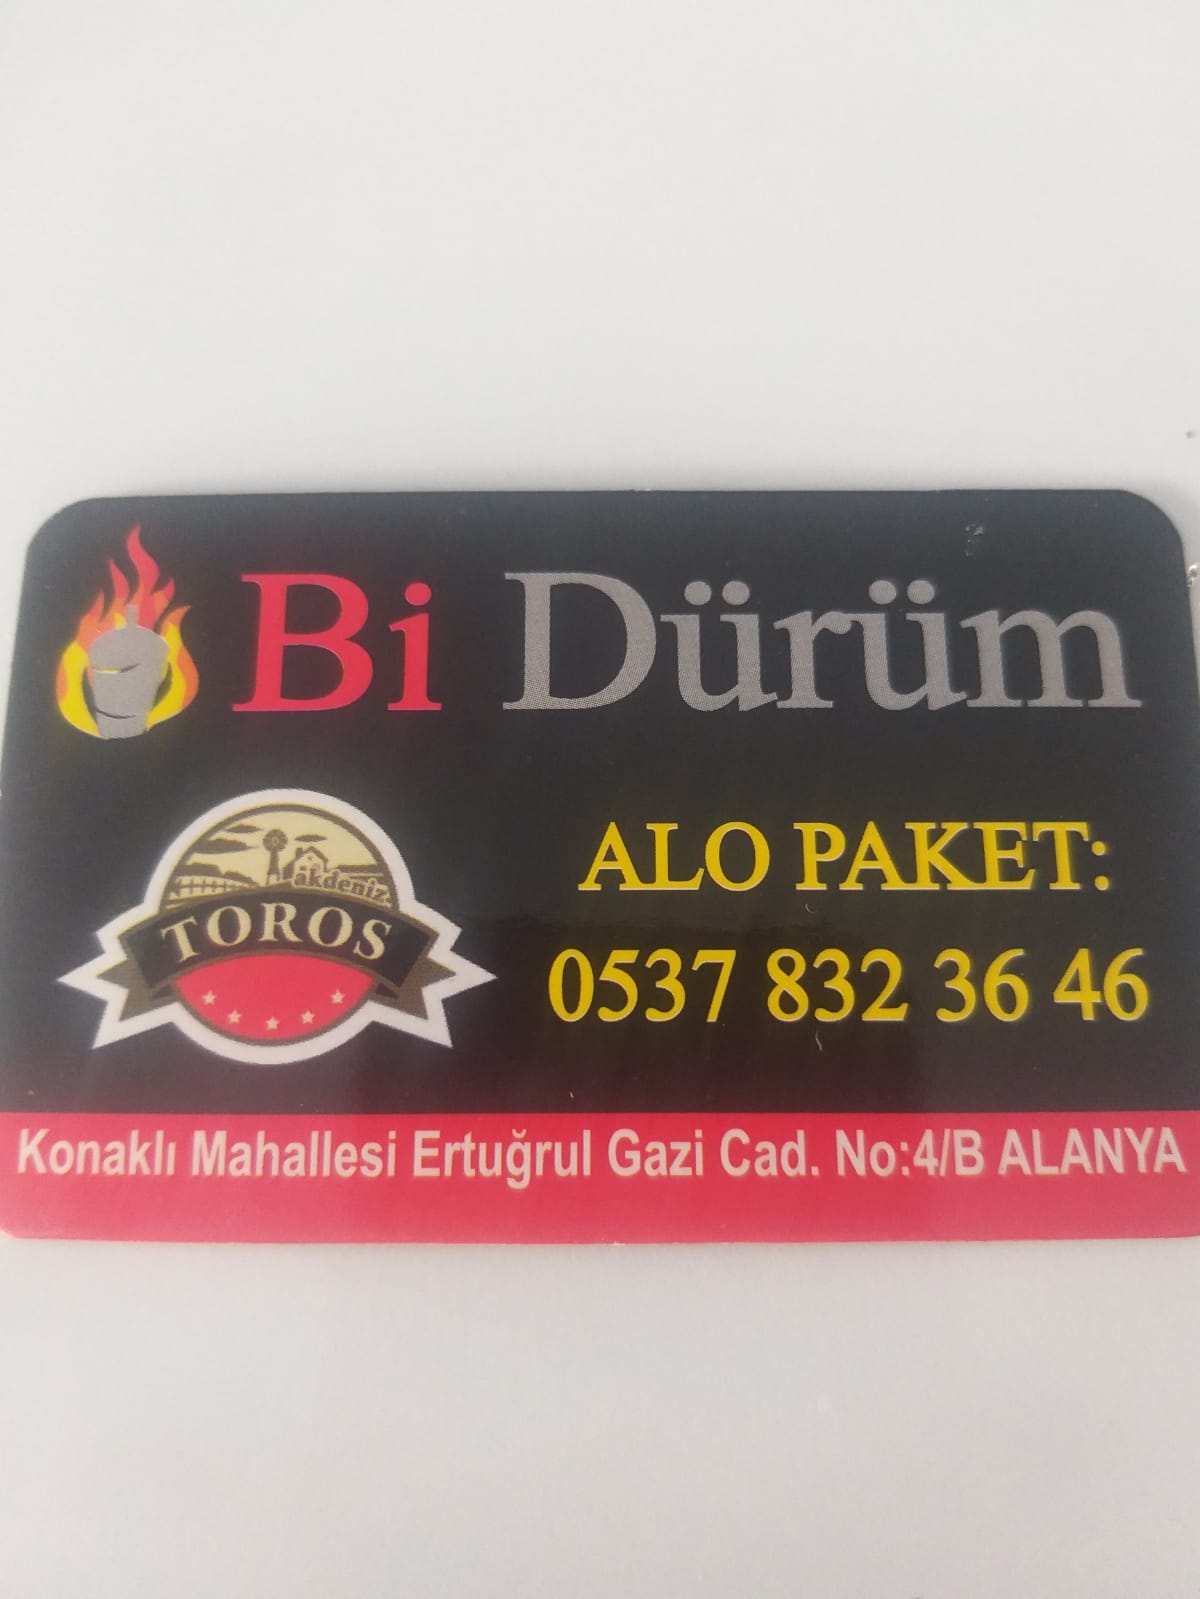 Bi Dürüm
akdeniz
TOROS
ALO PAKET:
0537 832 36 46
Konaklı Mahallesi Ertuğrul Gazi Cad. No:4/B ALANYA